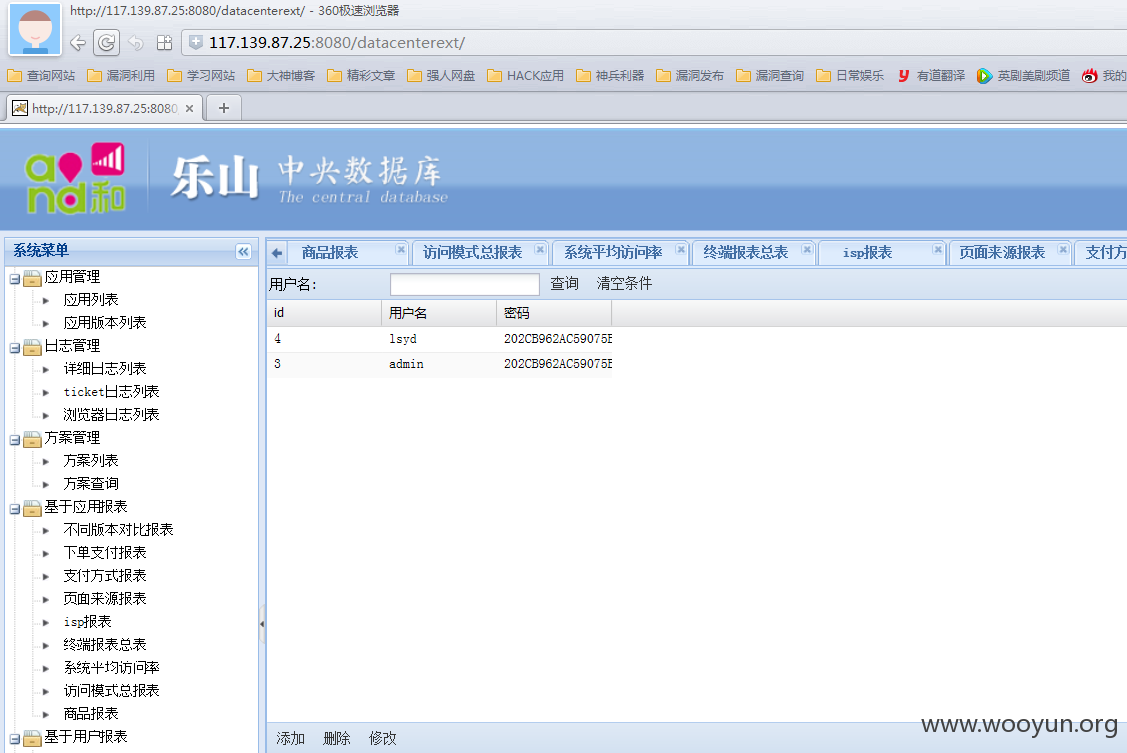 http://117.139.87.25:8080/datacenterext/ - 360极速浏览器
117.139.87.25:8080/datacenterext/
查询网站 漏洞利用 学习网站 大神博客 精彩文章 强人网盘 HACK应用 神兵利器 漏洞发布 漏洞查询 日常娱乐 有道翻译 英剧美剧频道 我的
http://117.139.87.25:8080
and和 乐山 中央数据库
The central database
系统菜单
商品报表 访问模式总报表 系统平均访问率 终端报表总表 isp报表 页面来源报表 支付方
用户名: 查询 清空条件
id 用户名 密码
4 lsyd 202CB962AC59075B
3 admin 202CB962AC59075B
应用管理
应用列表
应用版本列表
日志管理
详细日志列表
ticket日志列表
浏览器日志列表
方案管理
方案列表
方案查询
基于应用报表
不同版本对比报表
下单支付报表
支付方式报表
页面来源报表
isp报表
终端报表总表
系统平均访问率
访问模式总报表
商品报表
基于用户报表
添加 删除 修改
www.wooyun.org